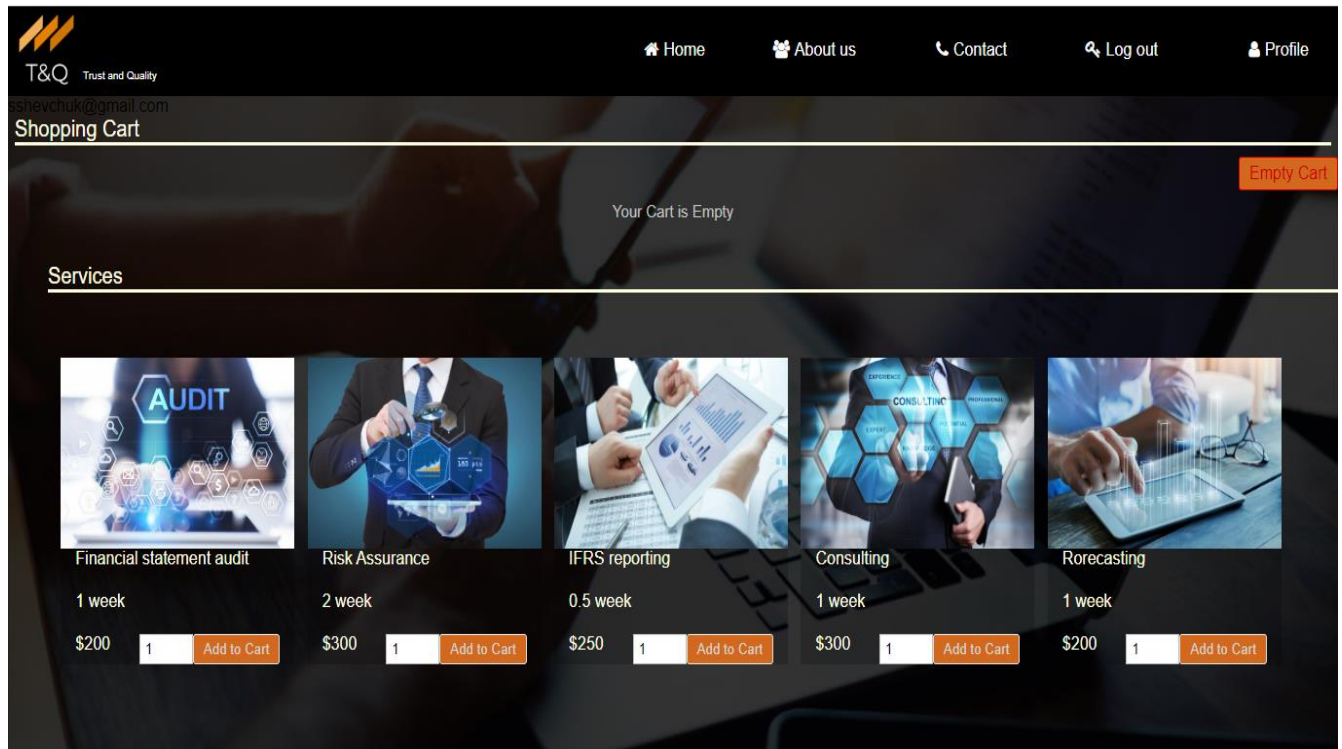 Home About us Contact Log out Profile
T&Q Trust and Quality
sshevchuk@gmail.com
Shopping Cart
Empty Cart
Your Cart is Empty
Services
AUDIT
EXPERIENCE
CONSULTING PROFESSIONAL
EXPERT
Financial statement audit Risk Assurance IFRS reporting Consulting Rorecasting
1 week 2 week 0.5 week 1 week 1 week
$200 1 Add to Cart $300 1 Add to Cart $250 1 Add to Cart $300 1 Add to Cart $200 1 Add to Cart